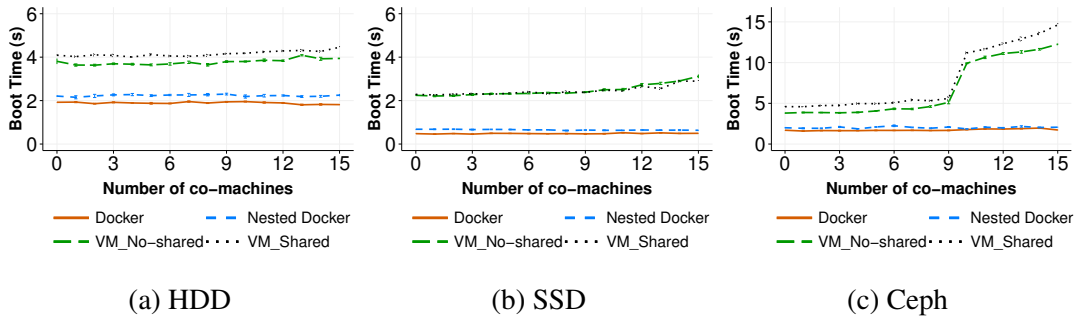 Boot Time (s)
6
4
2
0
0 3 6 9 12 15
Number of co−machines
Docker Nested Docker
VM_No−shared VM_Shared
(a) HDD
Boot Time (s)
6
4
2
0
0 3 6 9 12 15
Number of co−machines
Docker Nested Docker
VM_No−shared VM_Shared
(b) SSD
Boot Time (s)
15
10
5
0
0 3 6 9 12 15
Number of co−machines
Docker Nested Docker
VM_No−shared VM_Shared
(c) Ceph